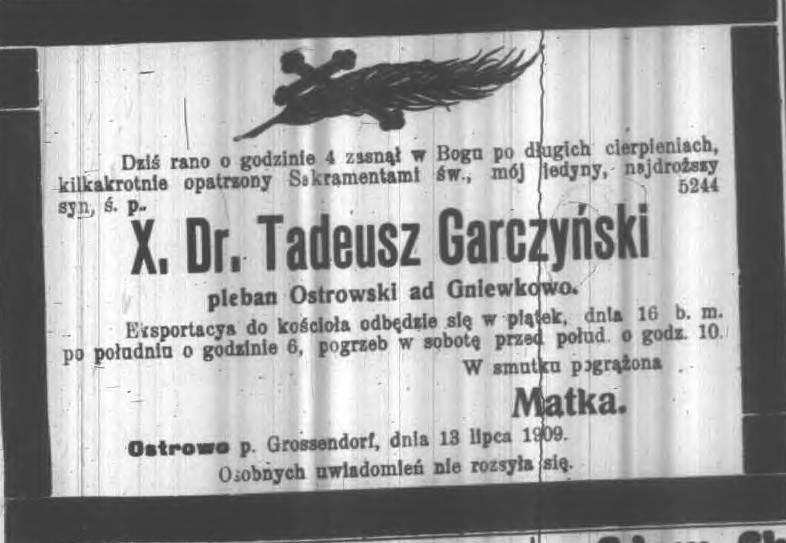 Dziś rano o godzinie 4 zasnął w Bogu po długich cierpieniach,
kilkakrotnie opatrzony Sakramentami św., mój jedyny, najdroższy
syn, ś. p. 5244
X. Dr. Tadeusz Garczyński
pleban Ostrowski ad Gniewkowo.
Eksportacya do kościoła odbędzie się w piątek, dnia 16 b. m.
po południu o godzinie 6, pogrzeb w sobotę przed połud. o godz. 10.
W smutku pogrążona
Matka.
Ostrowo p. Grossendorf, dnia 13 lipca 1909.
Osobnych uwiadomień nie rozsyła się.